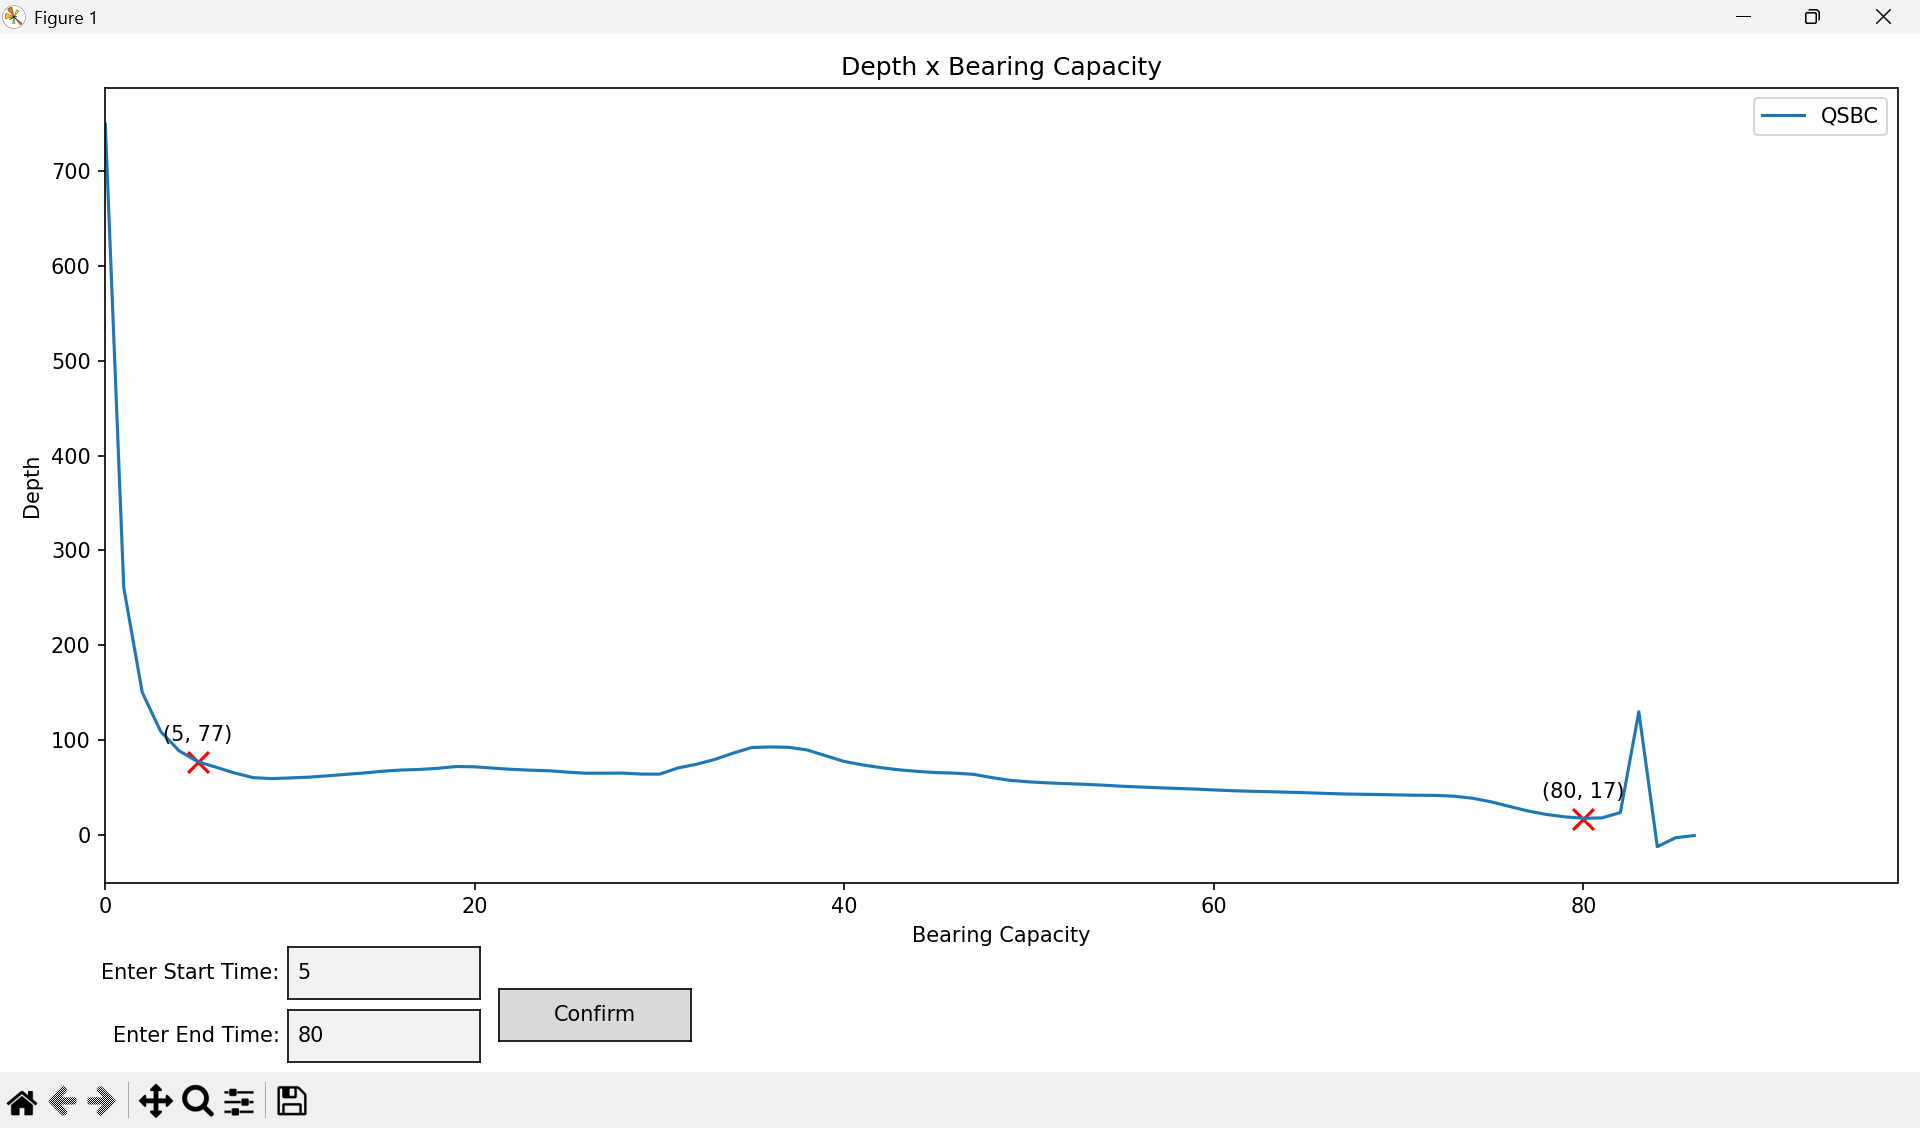 Figure 1
Depth x Bearing Capacity
QSBC
700
600
500
400
300
200
100
0
Depth
(5, 77)
(80, 17)
0 20 40 60 80
Bearing Capacity
Enter Start Time: 5
Confirm
Enter End Time: 80